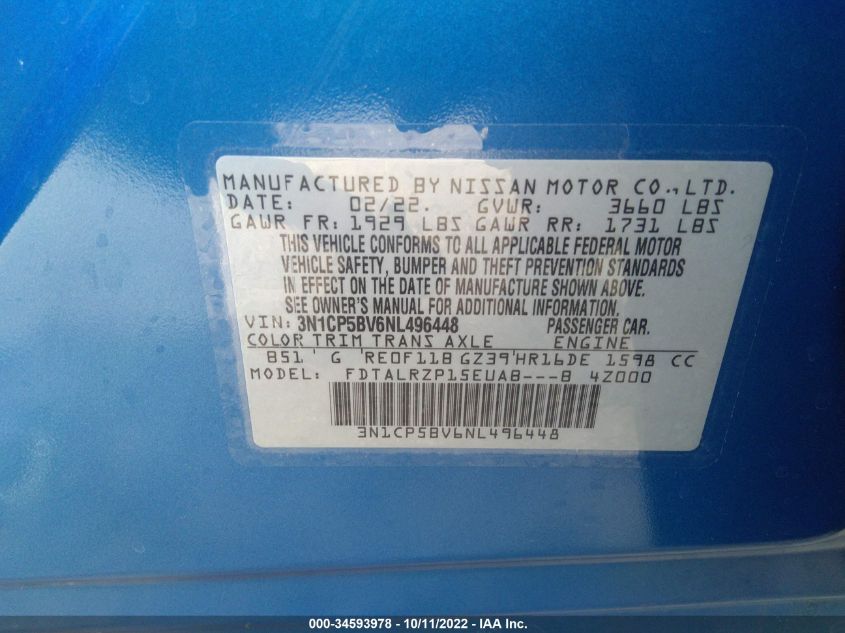 MANUFACTURED BY NISSAN MOTOR CO.,LTD.
DATE: 02/22. GVWR: 3660 LBS
GAWR FR: 1929 LBS GAWR RR: 1731 LBS
THIS VEHICLE CONFORMS TO ALL APPLICABLE FEDERAL MOTOR
VEHICLE SAFETY, BUMPER AND THEFT PREVENTION STANDARDS
IN EFFECT ON THE DATE OF MANUFACTURE SHOWN ABOVE.
SEE OWNER'S MANUAL FOR ADDITIONAL INFORMATION.
VIN: 3N1CP5BV6NL496448 PASSENGER CAR.
COLOR TRIM TRANS AXLE ENGINE
B51 ' G 'RE0F11B GZ39'HR16DE 1598 CC
MODEL: FDTALRZP15EUAB---B 4Z000
3N1CP5BV6NL496448
000-34593978 - 10/11/2022 - IAA Inc.